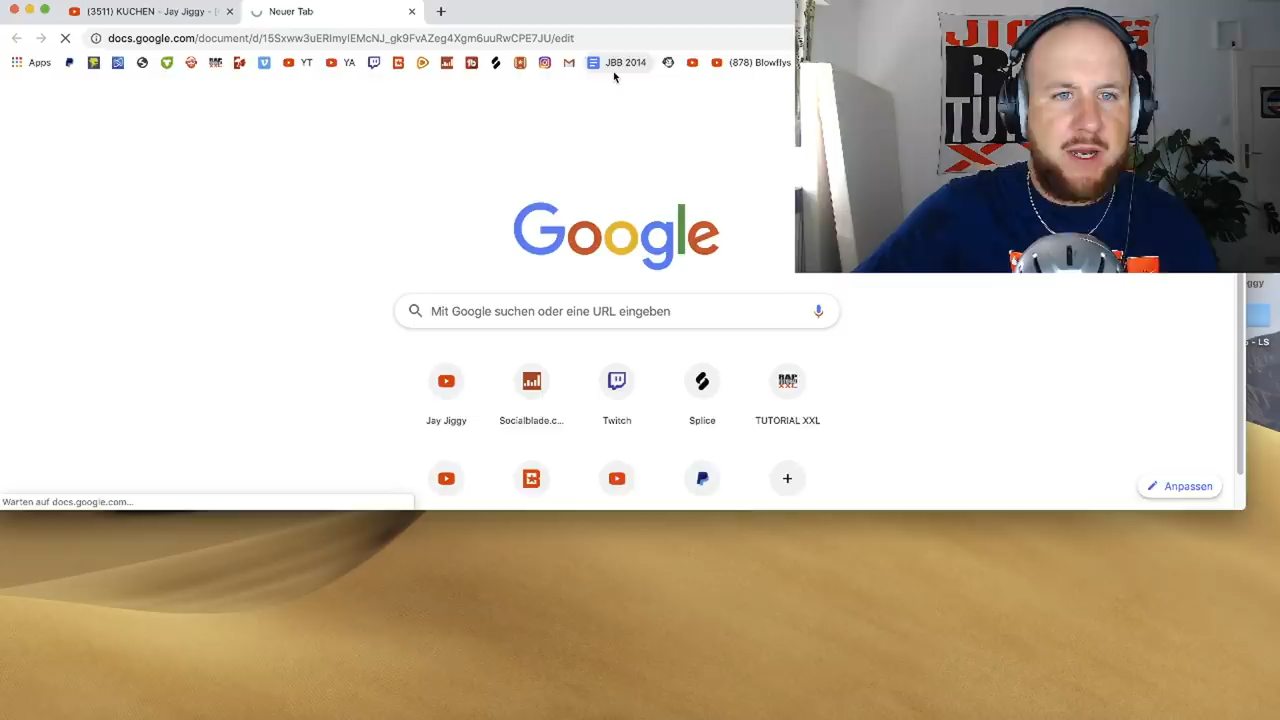 (3511) KUCHEN - Jay Jiggy - [
Neuer Tab
docs.google.com/document/d/15Sxww3uERImyIEMcNJ_gk9FvAZeg4Xgm6uuRwCPE7JU/edit
Apps
YT
YA
JBB 2014
(878) Blowflys
Google
Mit Google suchen oder eine URL eingeben
Jay Jiggy
Socialblade.c...
Twitch
Splice
TUTORIAL XXL
Anpassen
Warten auf docs.google.com...